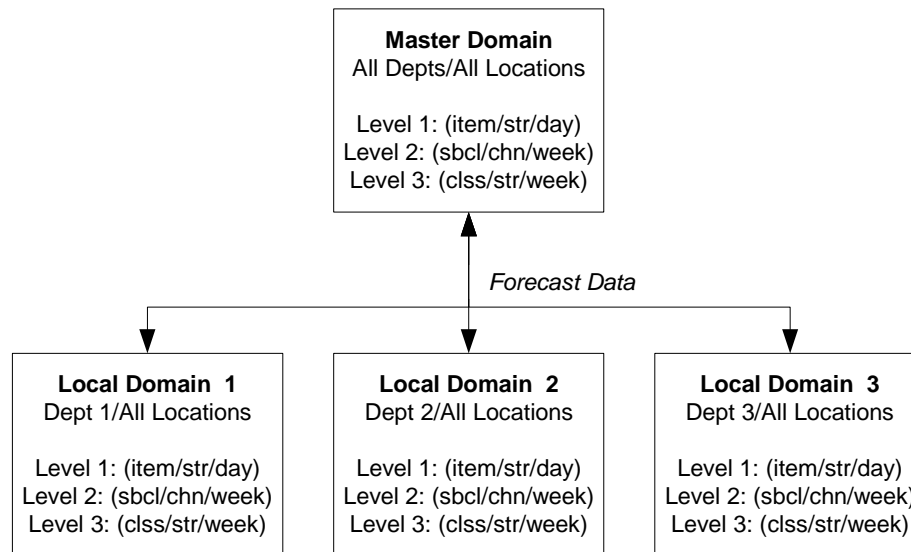 Master Domain
All Depts/All Locations
Level 1: (item/str/day)
Level 2: (sbcl/chn/week)
Level 3: (clss/str/week)
Forecast Data
Local Domain 1
Dept 1/All Locations
Level 1: (item/str/day)
Level 2: (sbcl/chn/week)
Level 3: (clss/str/week)
Local Domain 2
Dept 2/All Locations
Level 1: (item/str/day)
Level 2: (sbcl/chn/week)
Level 3: (clss/str/week)
Local Domain 3
Dept 3/All Locations
Level 1: (item/str/day)
Level 2: (sbcl/chn/week)
Level 3: (clss/str/week)